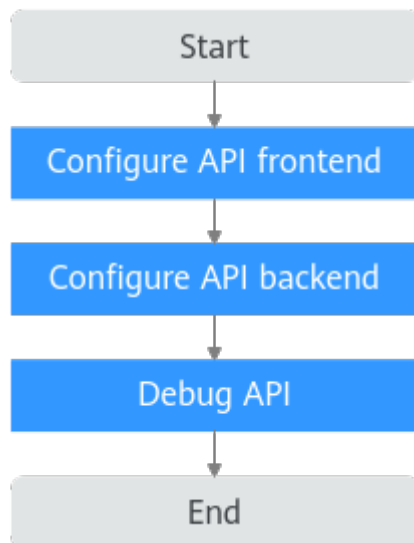 Start
Configure API frontend
Configure API backend
Debug API
End